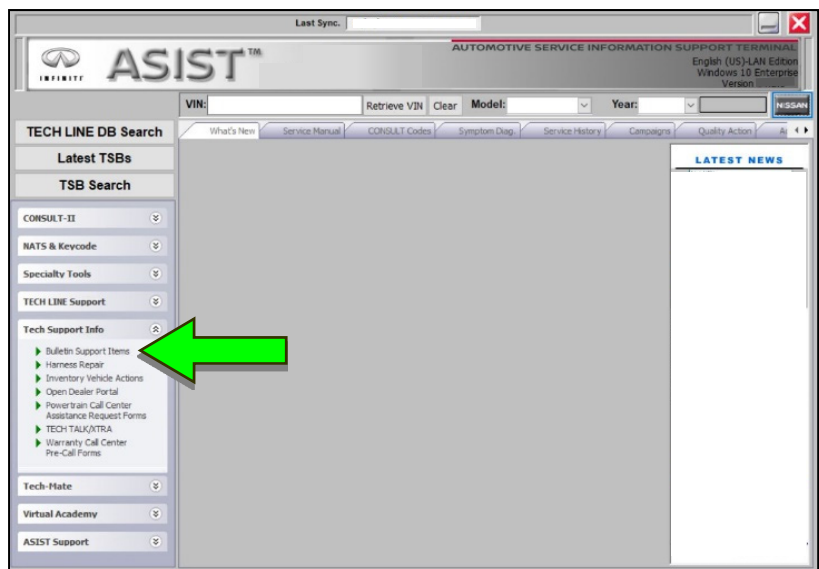 Last Sync.
INFINITI
ASIST™
AUTOMOTIVE SERVICE INFORMATION SUPPORT TERMINAL
English (US)-LAN Edition
Windows 10 Enterprise
Version
VIN:
Retrieve VIN
Clear
Model:
Year:
NISSAN
TECH LINE DB Search
Latest TSBs
TSB Search
What's New
Service Manual
CONSULT Codes
Symptom Diag.
Service History
Campaigns
Quality Action
LATEST NEWS
CONSULT-II
NATS & Keycode
Specialty Tools
TECH LINE Support
Tech Support Info
Bulletin Support Items
Harness Repair
Inventory Vehicle Actions
Open Dealer Portal
Powertrain Call Center
Assistance Request Forms
TECH TALK/XTRA
Warranty Call Center
Pre-Call Forms
Tech-Mate
Virtual Academy
ASIST Support